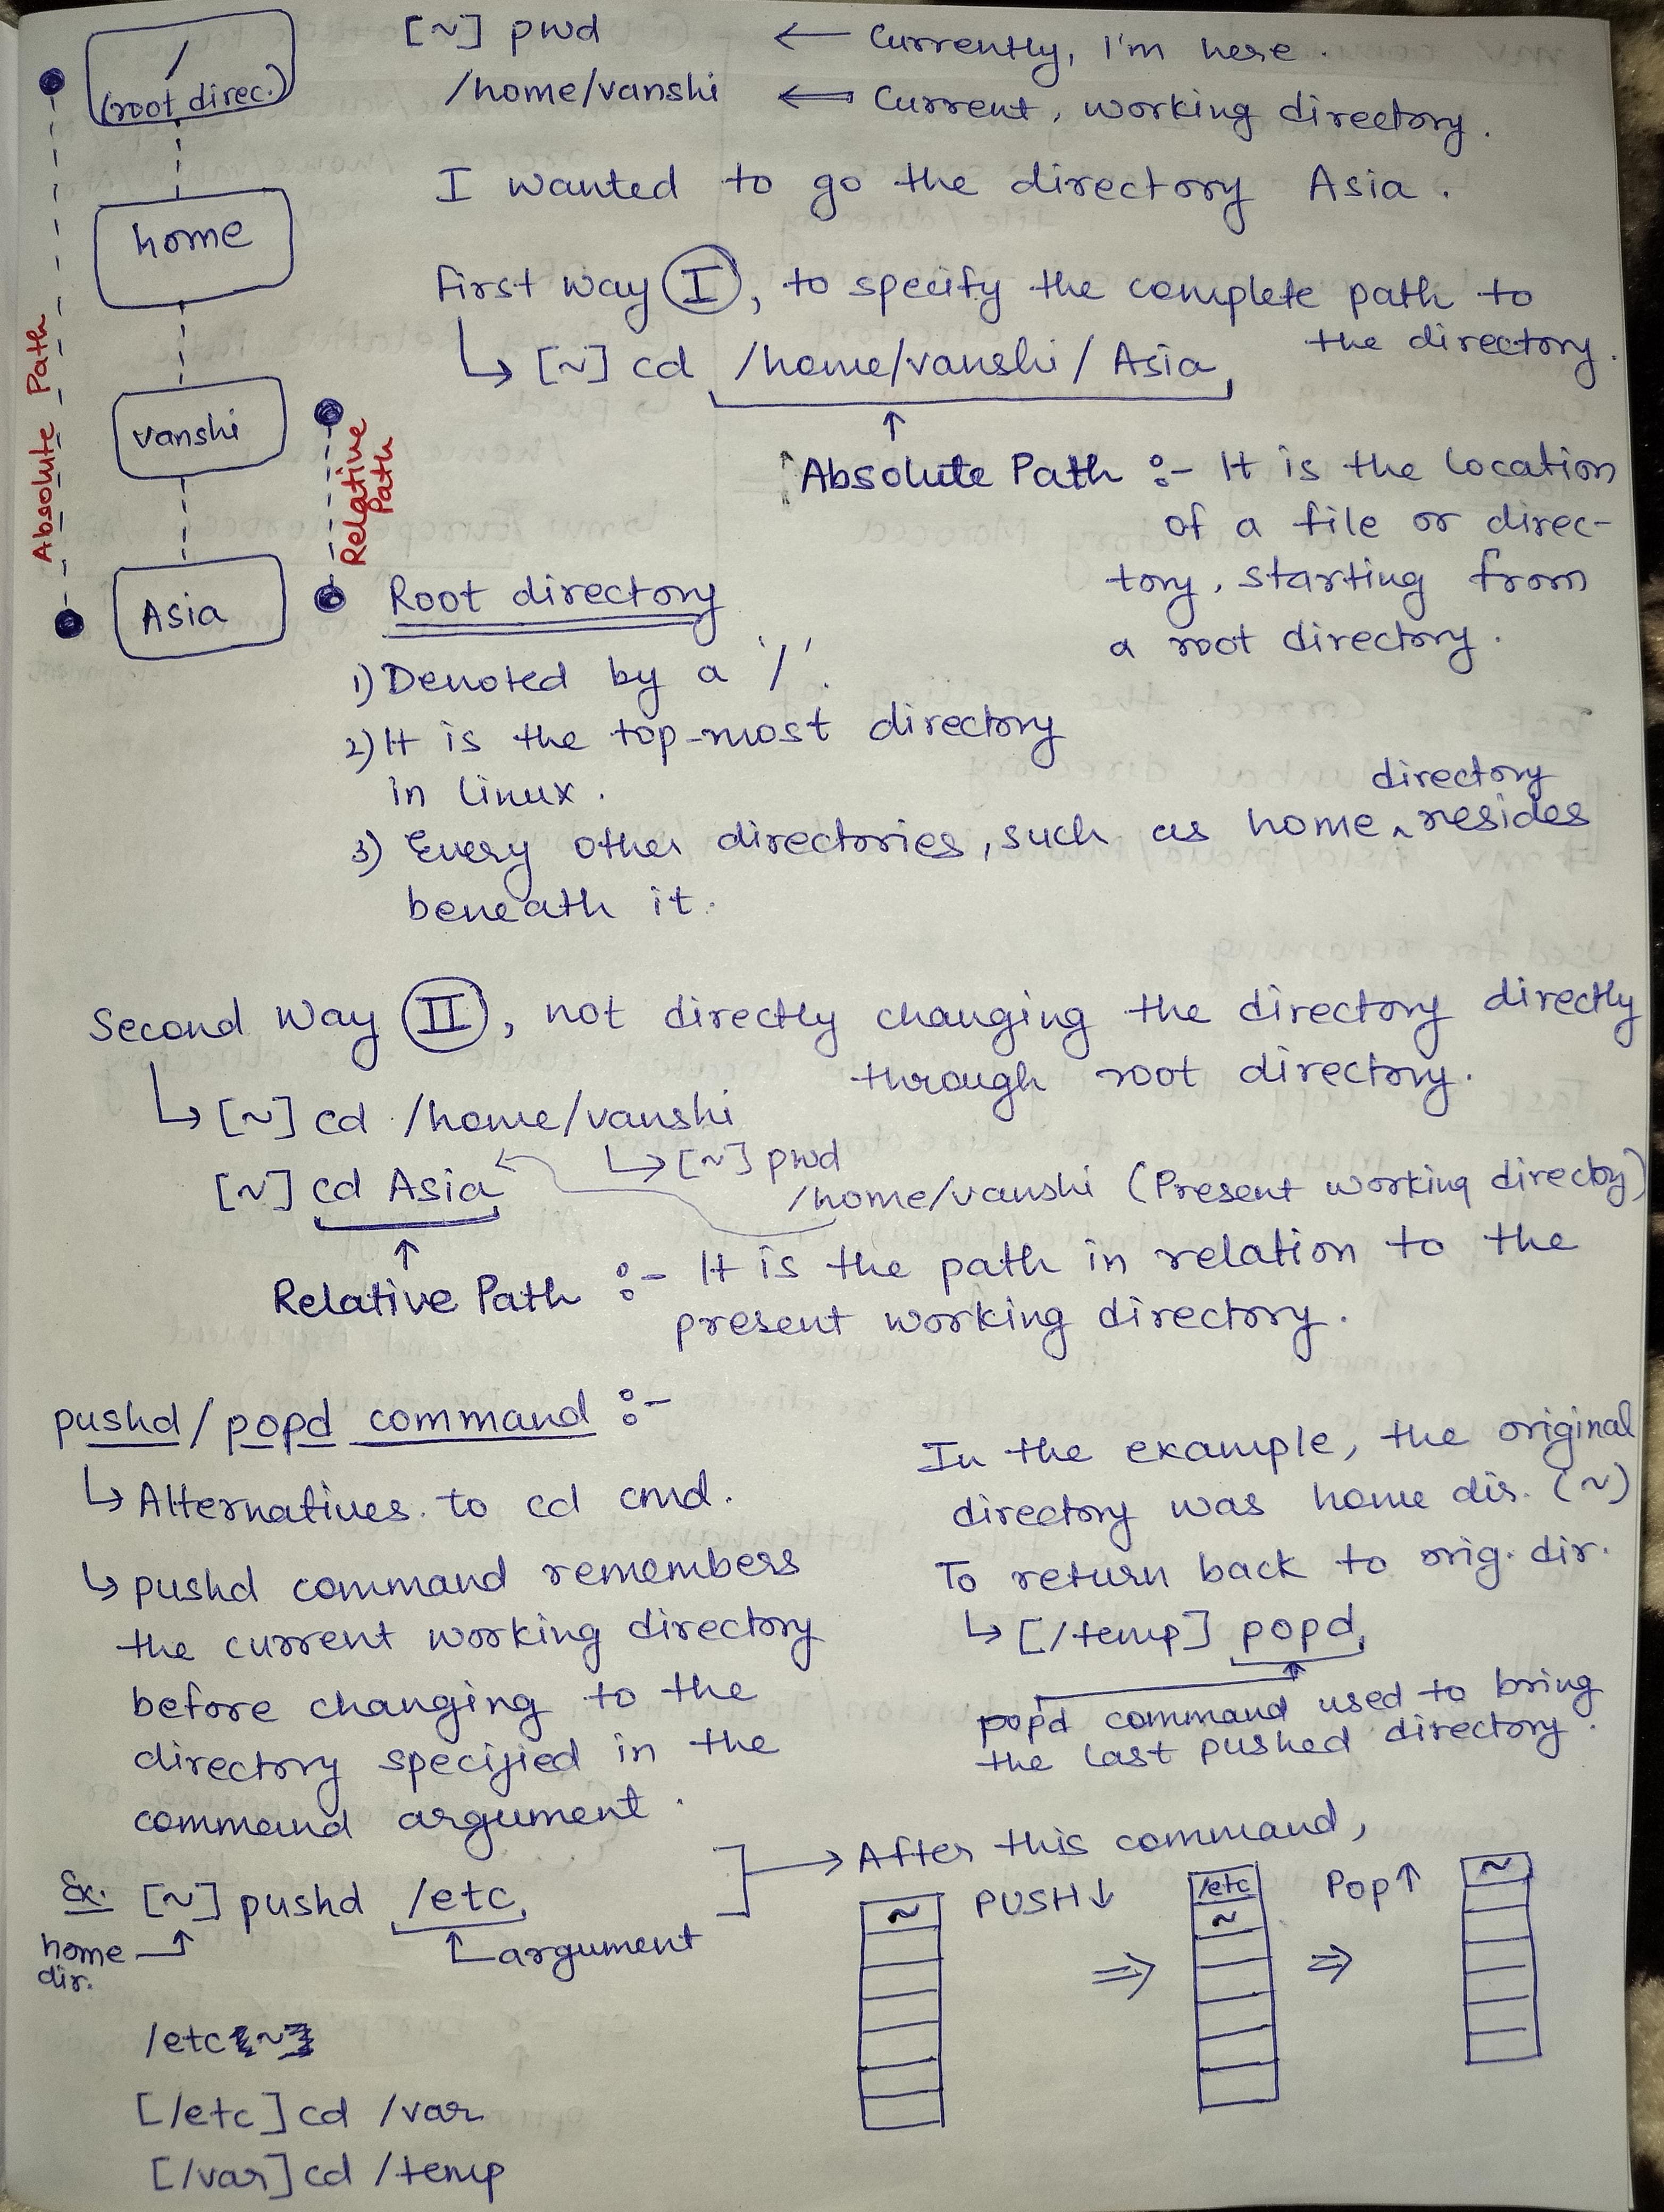 /
(root direc.)
home
vanshi
Asia
Absolute Path
Relative
Path
[~] pwd ← Currently, I'm here.
/home/vanshi ⇐ Current, working directory.
I wanted to go the directory Asia.
First way (I), to specify the complete path to
the directory.
↳ [~] cd /home/vanshi/Asia
↑
Absolute Path :- It is the location
of a file or direc-
tory, starting from
a root directory.
Root directory
1) Denoted by a '/'.
2) It is the top-most directory
in linux.
3) Every other directories, such as home ^ resides
directory
beneath it.
Second Way (II), not directly changing the directory directly
through root directory.
↳ [~] cd /home/vanshi
↳ [~] pwd
[~] cd Asia
/home/vanshi (Present working directoy)
↑
Relative Path :- It is the path in relation to the
present working directory.
pushd/popd command :-
↳ Alternatives to cd cmd.
↳ pushd command remembers
the current working directory
before changing to the
directory specified in the
command argument.
In the example, the original
directory was home dir. (~)
To return back to orig. dir.
↳ [/temp] popd
popd command used to bring
the last pushed directory.
Ex. [~] pushd /etc
home
dir.
argument
→ After this command,
~
PUSH↓
⇒
/etc
~
Pop↑
⇒
~
/etc
[/etc] cd /var
[/var] cd /temp